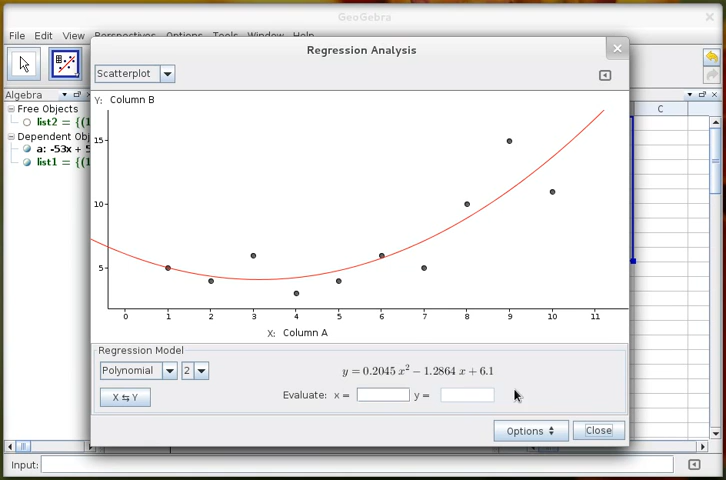 GeoGebra
File Edit View Perspectives Options Tools Window Help
Regression Analysis
Scatterplot
Algebra
Free Objects
list2 = {(1
Dependent Obj
a: -53x + 5
list1 = {(1
C
Y: Column B
15
10
5
0 1 2 3 4 5 6 7 8 9 10 11
X: Column A
Regression Model
Polynomial 2
y = 0.2045 x² − 1.2864 x + 6.1
X ⇆ Y
Evaluate: x = y =
Options Close
Input: